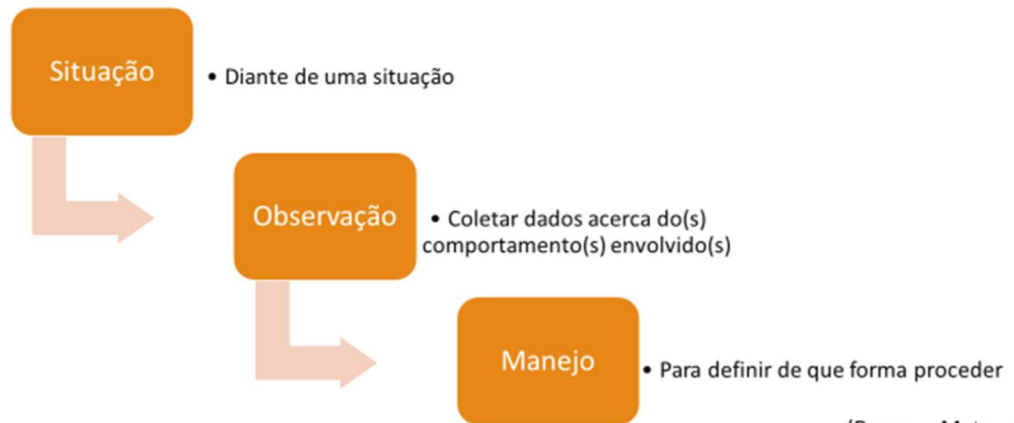 Situação
• Diante de uma situação
Observação
• Coletar dados acerca do(s)
comportamento(s) envolvido(s)
Manejo
• Para definir de que forma proceder